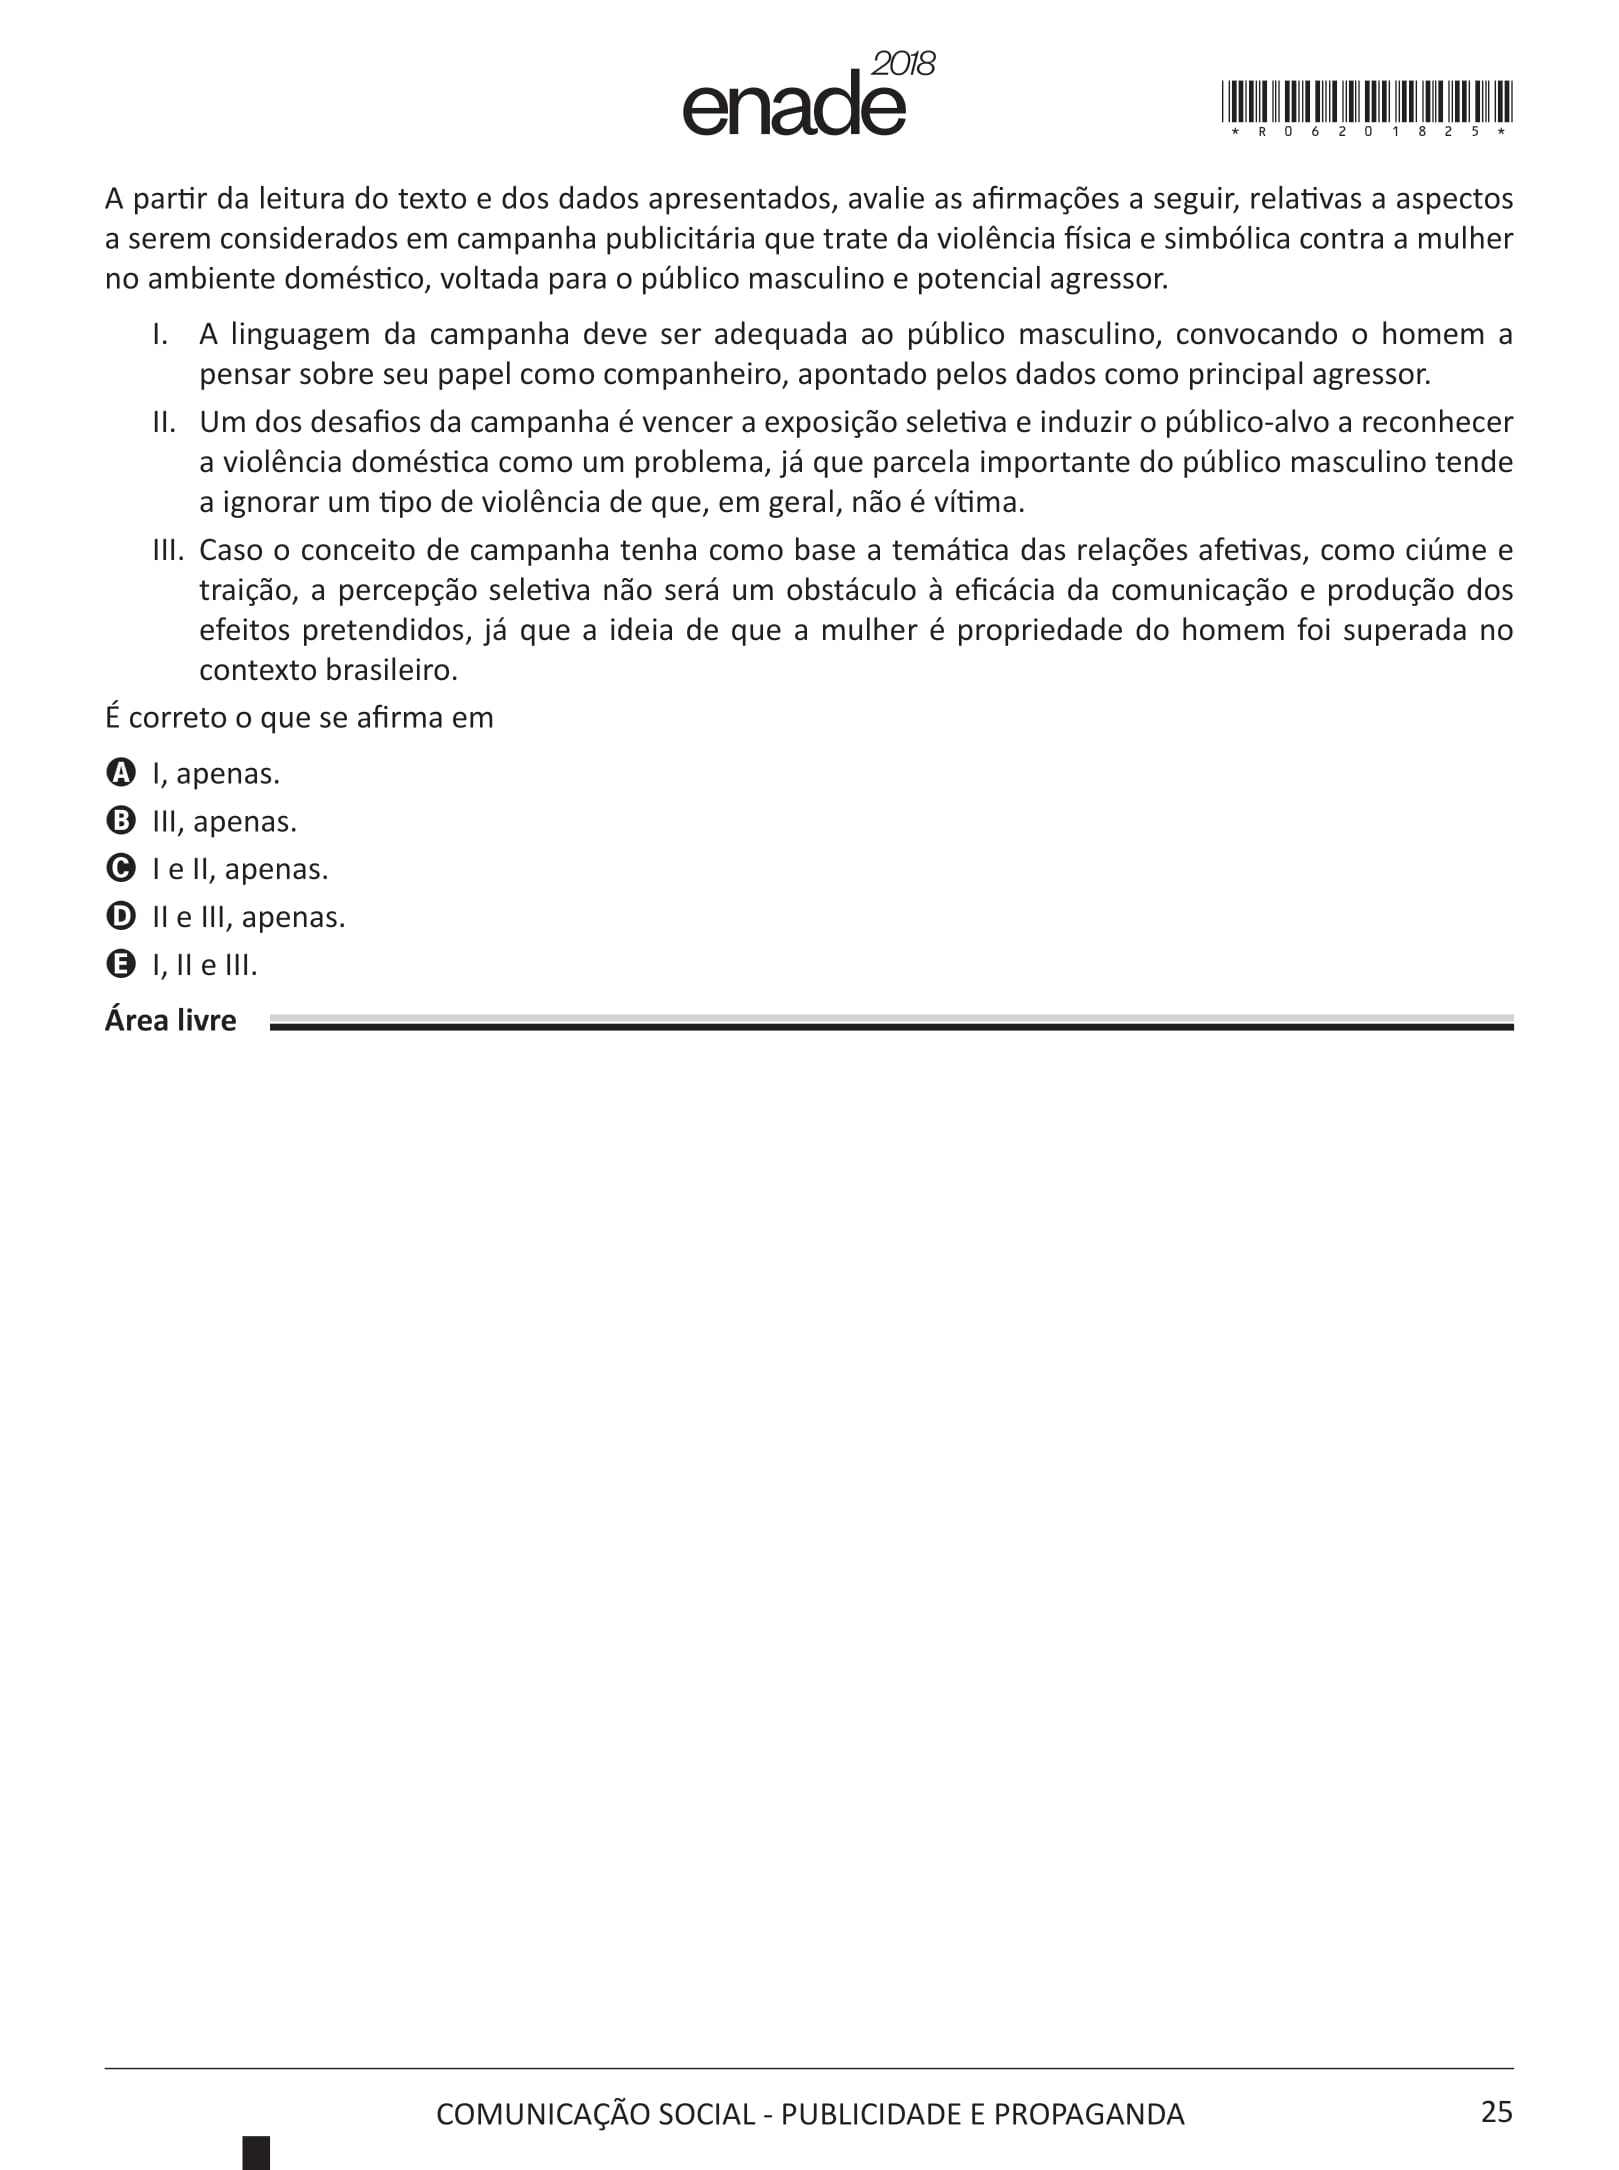 enade 2018
*R06201825*
A partir da leitura do texto e dos dados apresentados, avalie as afirmações a seguir, relativas a aspectos
a serem considerados em campanha publicitária que trate da violência física e simbólica contra a mulher
no ambiente doméstico, voltada para o público masculino e potencial agressor.
I. A linguagem da campanha deve ser adequada ao público masculino, convocando o homem a
pensar sobre seu papel como companheiro, apontado pelos dados como principal agressor.
II. Um dos desafios da campanha é vencer a exposição seletiva e induzir o público-alvo a reconhecer
a violência doméstica como um problema, já que parcela importante do público masculino tende
a ignorar um tipo de violência de que, em geral, não é vítima.
III. Caso o conceito de campanha tenha como base a temática das relações afetivas, como ciúme e
traição, a percepção seletiva não será um obstáculo à eficácia da comunicação e produção dos
efeitos pretendidos, já que a ideia de que a mulher é propriedade do homem foi superada no
contexto brasileiro.
É correto o que se afirma em
A I, apenas.
B III, apenas.
C I e II, apenas.
D II e III, apenas.
E I, II e III.
Área livre
COMUNICAÇÃO SOCIAL - PUBLICIDADE E PROPAGANDA
25